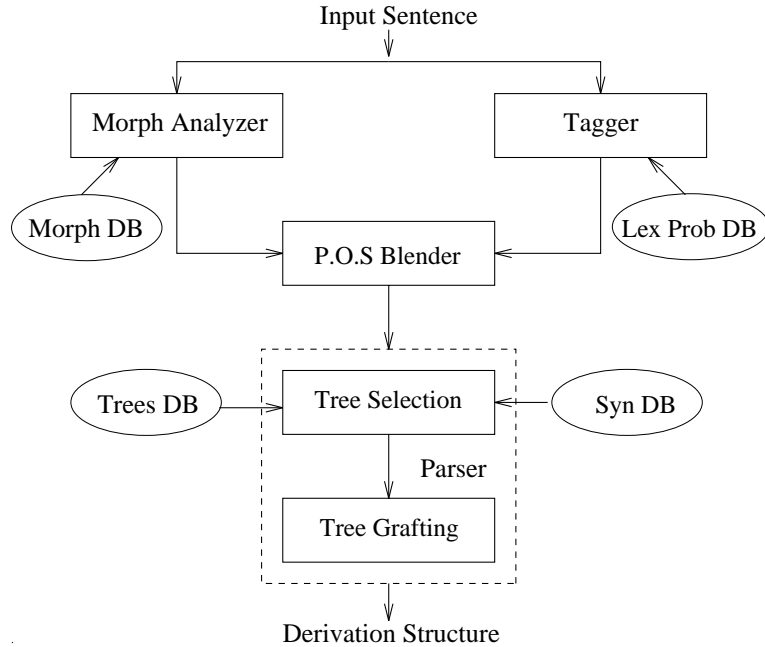 Input Sentence
Morph Analyzer
Tagger
Morph DB
Lex Prob DB
P.O.S Blender
Trees DB
Tree Selection
Syn DB
Parser
Tree Grafting
Derivation Structure